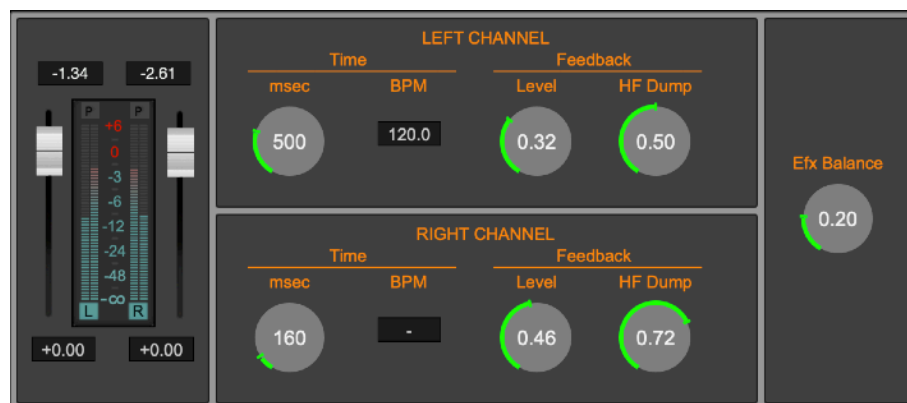 -1.34 -2.61
P P
+6
0
-3
-6
-12
-24
-48
-∞
L R
+0.00 +0.00
LEFT CHANNEL
Time Feedback
msec BPM Level HF Dump
500 120.0 0.32 0.50
RIGHT CHANNEL
Time Feedback
msec BPM Level HF Dump
160 - 0.46 0.72
Efx Balance
0.20